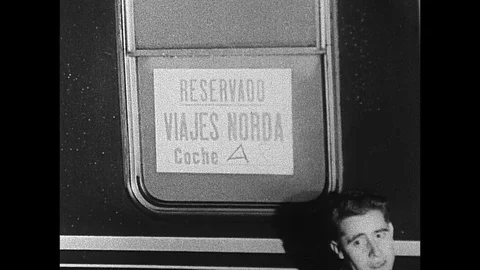 RESERVADO
VIAJES NORDA
Coche A